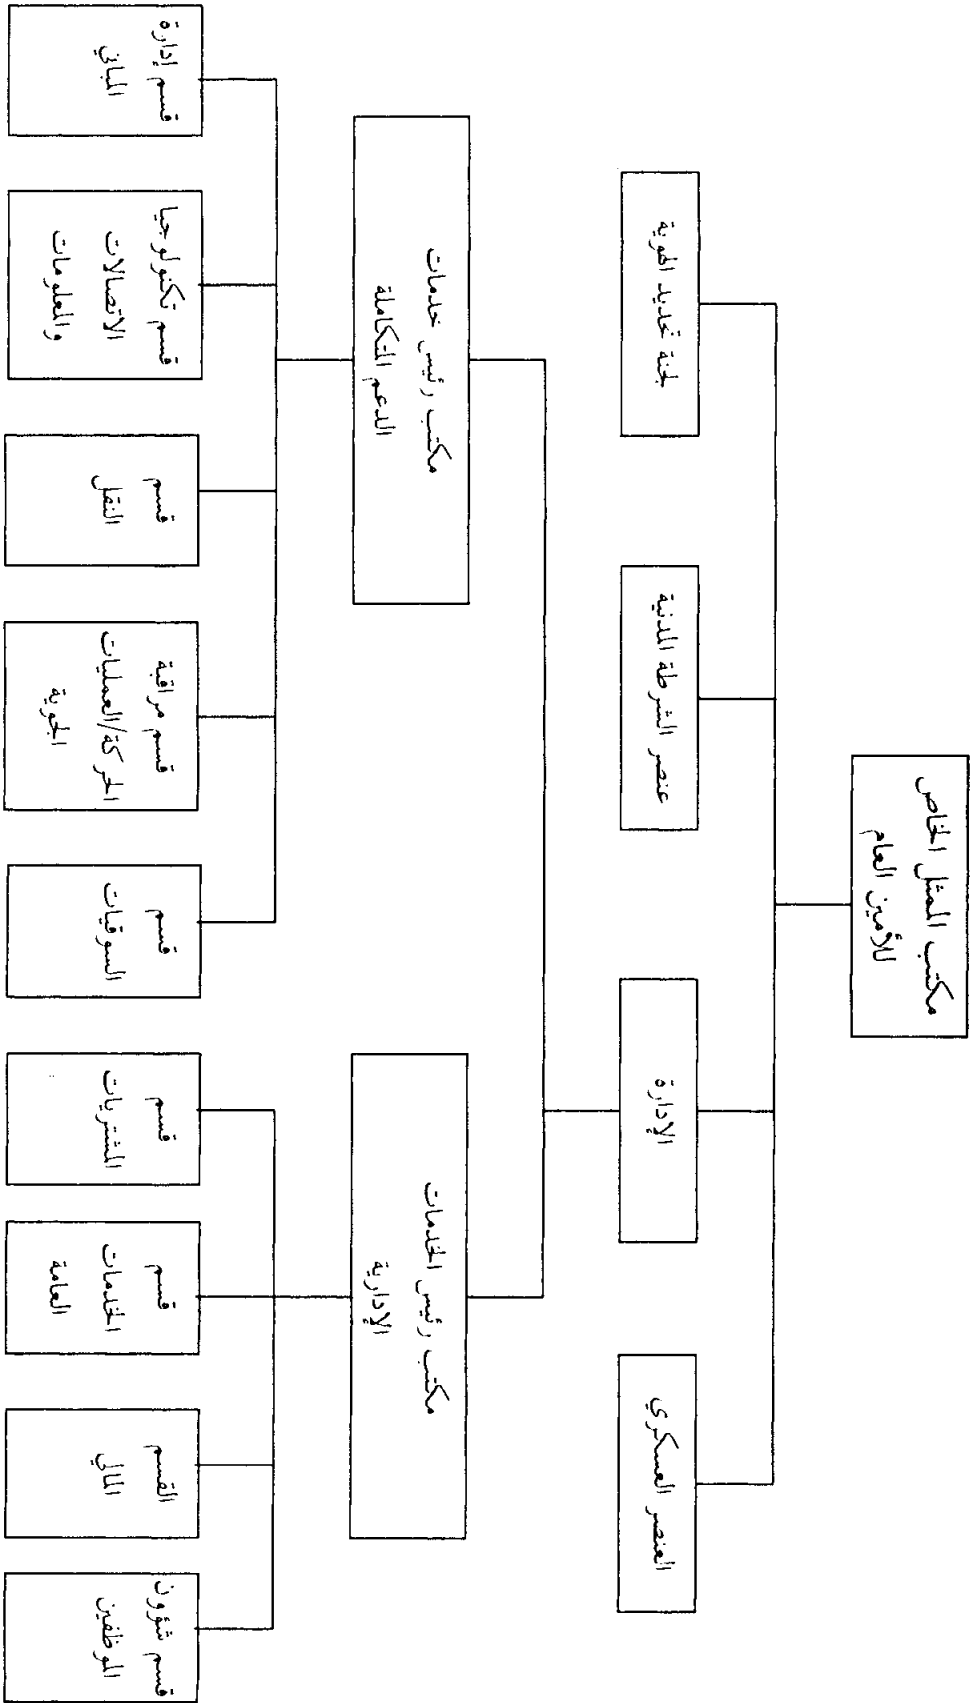 مكتب الممثل الخاص
للأمين العام
العنصر العسكري
الإدارة
عنصر الشرطة المدنية
لجنة تحديد الهوية
مكتب رئيس الخدمات
الإدارية
مكتب رئيس خدمات
الدعم المتكاملة
قسم شؤون
الموظفين
القسم
المالي
قسم
الخدمات
العامة
قسم
المشتريات
قسم
السوقيات
قسم مراقبة
الحركة/العمليات
الجوية
قسم
النقل
قسم تكنولوجيا
الاتصالات
والمعلومات
قسم إدارة
المباني